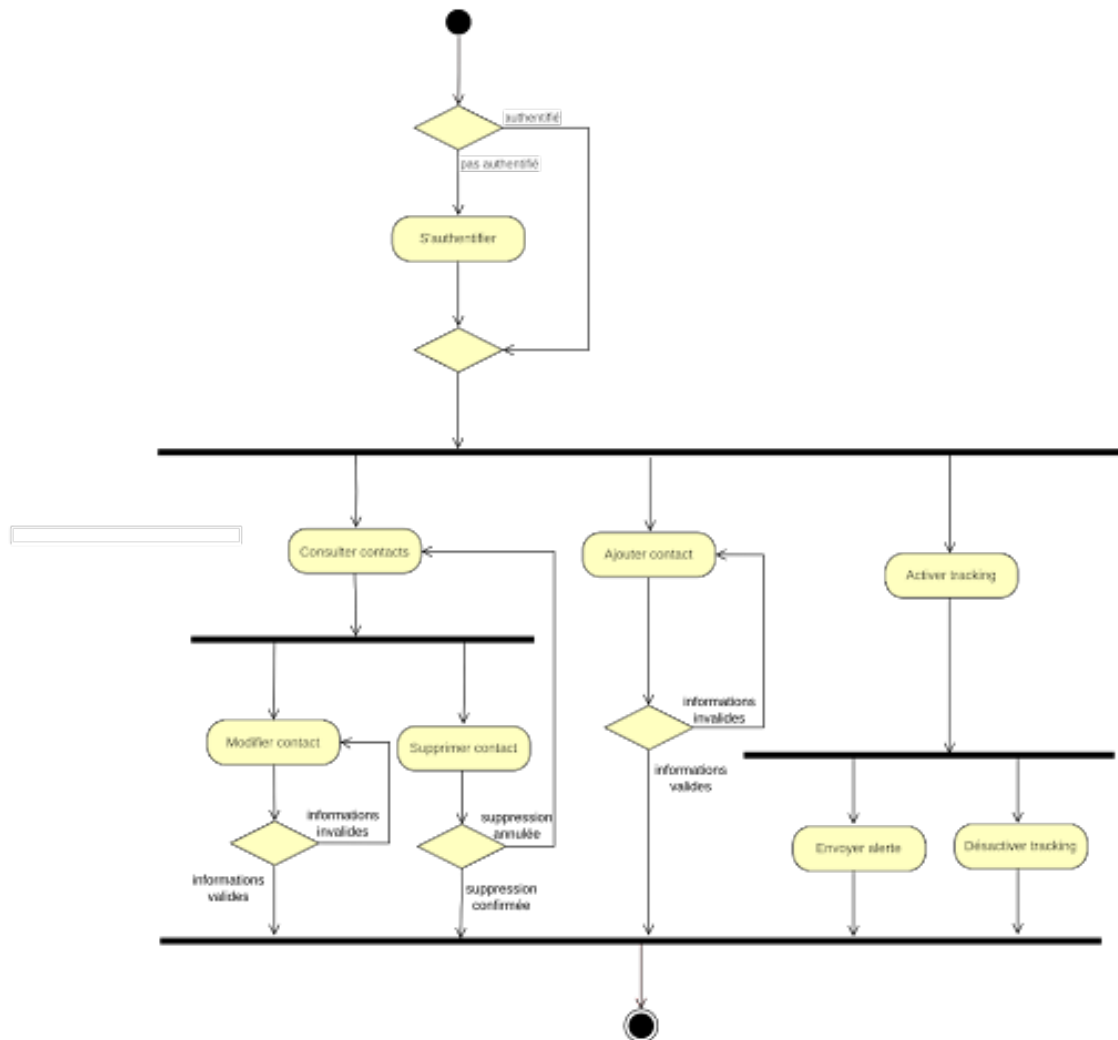 authentifié
pas authentifié
S'authentifier
Consulter contacts
Ajouter contact
Activer tracking
Modifier contact
Supprimer contact
informations
invalides
informations
valides
informations
invalides
suppression
annulée
Envoyer alerte
Désactiver tracking
informations
valides
suppression
confirmée